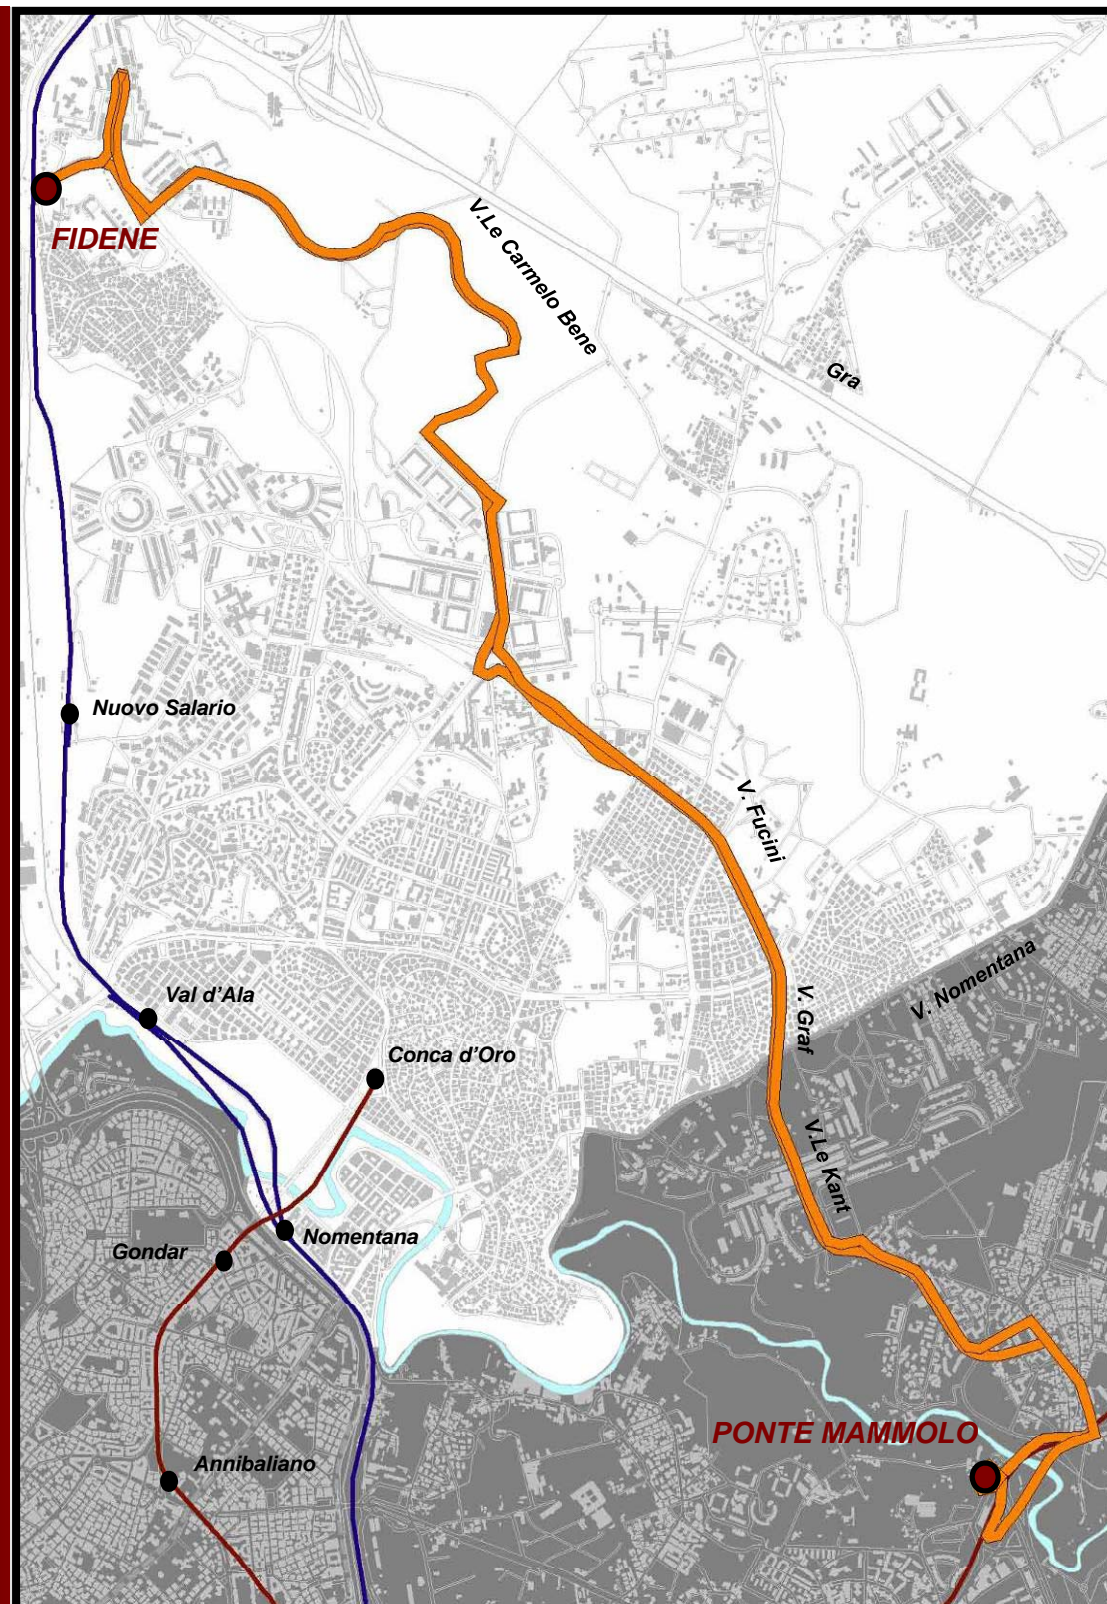 FIDENE
V.Le Carmelo Bene
Gra
Nuovo Salario
V. Fucini
V. Nomentana
Val d'Ala
V. Graf
Conca d'Oro
V.Le Kant
Nomentana
Gondar
PONTE MAMMOLO
Annibaliano